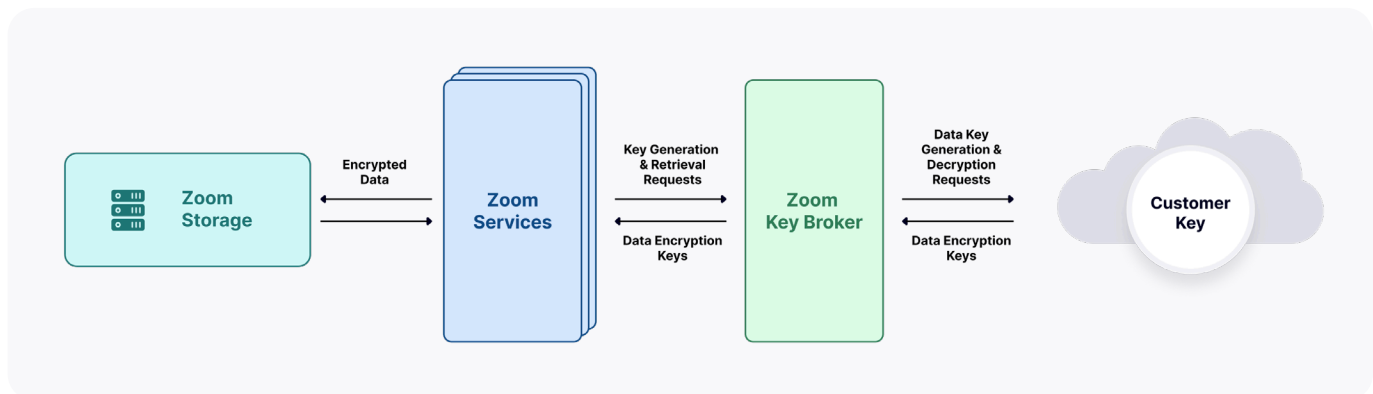 Zoom
Storage
Encrypted
Data
Zoom
Services
Key Generation
& Retrieval
Requests
Data Encryption
Keys
Zoom
Key Broker
Data Key
Generation &
Decryption
Requests
Data Encryption
Keys
Customer
Key